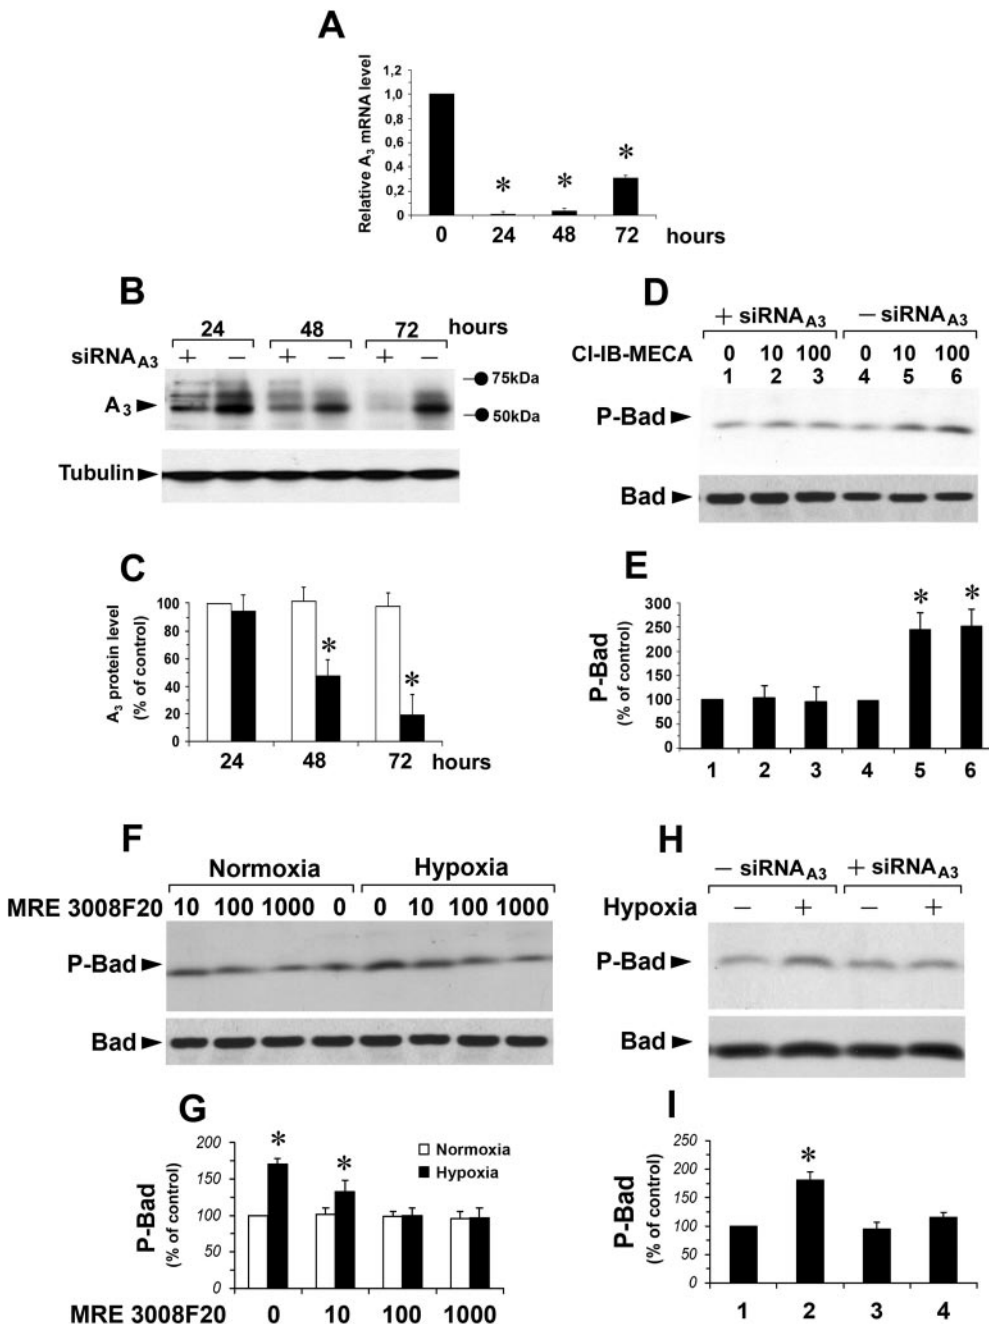 A
Relative A3 mRNA level
1,2
1,0
0,8
0,6
0,4
0,2
0
* * *
0 24 48 72 hours
B
24 48 72 hours
siRNAA3 + − + − + −
75kDa
A3
50kDa
Tubulin
C
A3 protein level
(% of control)
100
80
60
40
20
0
* *
24 48 72 hours
D
+ siRNAA3 − siRNAA3
CI-IB-MECA 0 10 100 0 10 100
1 2 3 4 5 6
P-Bad
Bad
E
P-Bad
(% of control)
300
250
200
150
100
50
0
* *
1 2 3 4 5 6
F
Normoxia Hypoxia
MRE 3008F20 10 100 1000 0 0 10 100 1000
P-Bad
Bad
G
P-Bad
(% of control)
200
150
100
50
0
* *
Normoxia
Hypoxia
MRE 3008F20 0 10 100 1000
H
− siRNAA3 + siRNAA3
Hypoxia − + − +
P-Bad
Bad
I
P-Bad
(% of control)
250
200
150
100
50
0
*
1 2 3 4